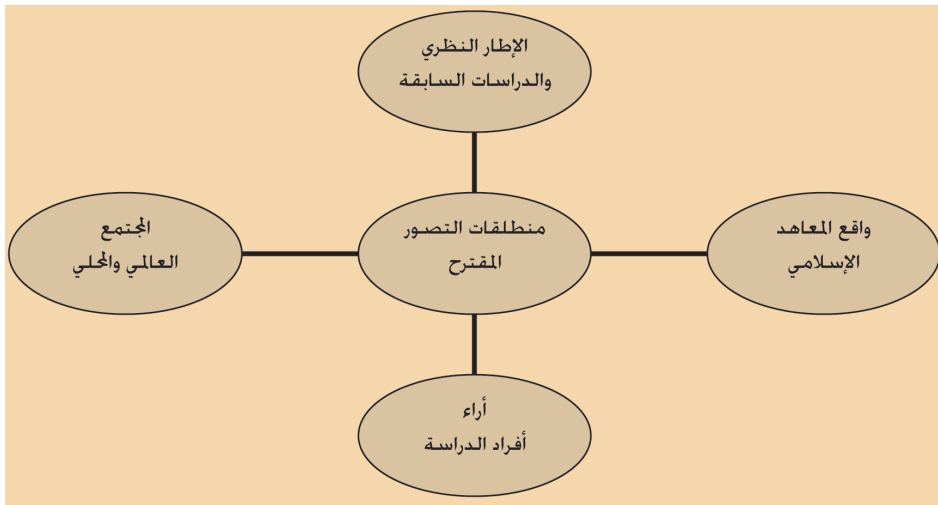 الإطار النظري
والدراسات السابقة
واقع المعاهد
الإسلامي
منطلقات التصور
المقترح
المجتمع
العالمي والمحلي
أراء
أفراد الدراسة